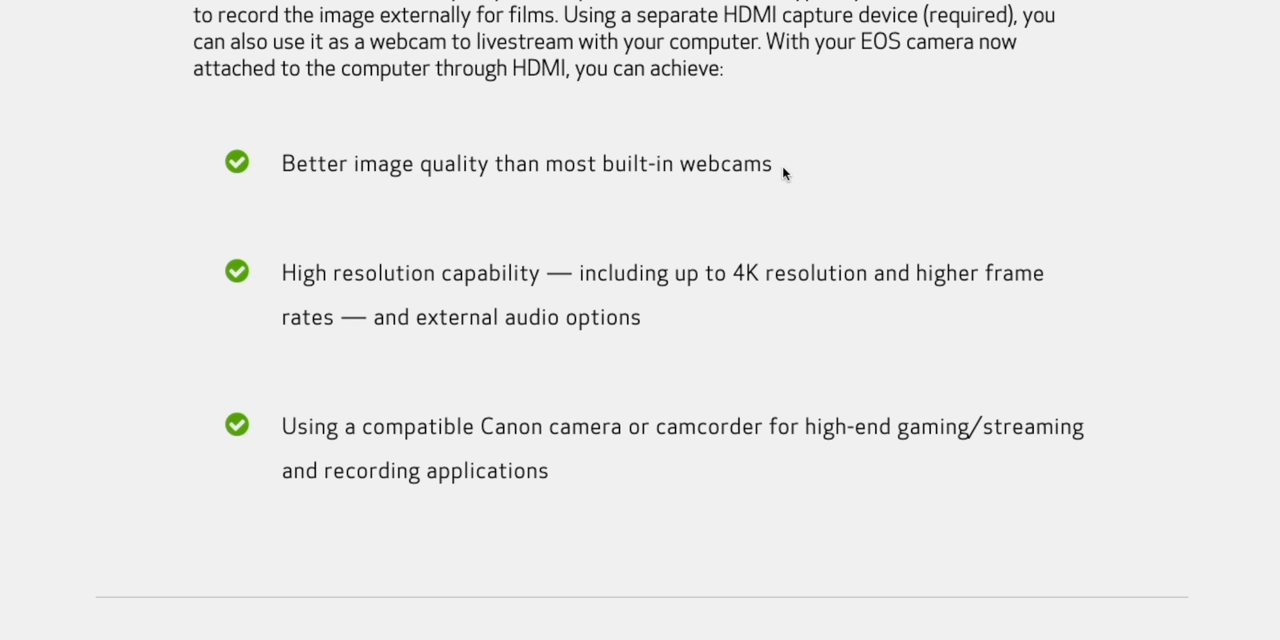 to record the image externally for films. Using a separate HDMI capture device (required), you
can also use it as a webcam to livestream with your computer. With your EOS camera now
attached to the computer through HDMI, you can achieve:
Better image quality than most built-in webcams
High resolution capability — including up to 4K resolution and higher frame
rates — and external audio options
Using a compatible Canon camera or camcorder for high-end gaming/streaming
and recording applications